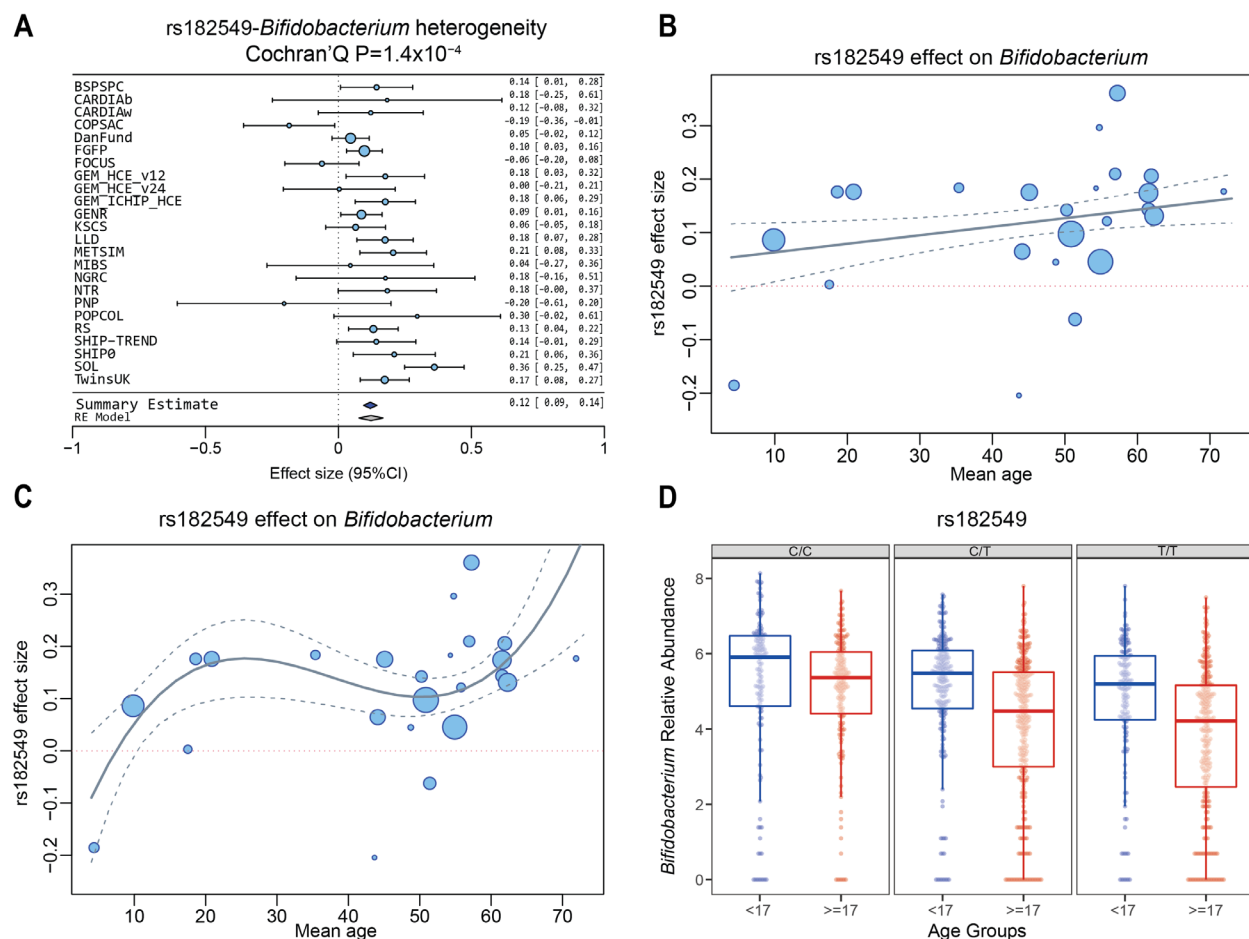 A
rs182549-Bifidobacterium heterogeneity
Cochran'Q P=1.4x10⁻⁴
BSPSPC 0.14 [ 0.01, 0.28]
CARDIAb 0.18 [-0.25, 0.61]
CARDIAw 0.12 [-0.08, 0.32]
COPSAC -0.19 [-0.36, -0.01]
DanFund 0.05 [-0.02, 0.12]
FGFP 0.10 [ 0.03, 0.16]
FOCUS -0.06 [-0.20, 0.08]
GEM_HCE_v12 0.18 [ 0.03, 0.32]
GEM_HCE_v24 0.00 [-0.21, 0.21]
GEM_ICHIP_HCE 0.18 [ 0.06, 0.29]
GENR 0.09 [ 0.01, 0.16]
KSCS 0.06 [-0.05, 0.18]
LLD 0.18 [ 0.07, 0.28]
METSIM 0.21 [ 0.08, 0.33]
MIBS 0.04 [-0.27, 0.36]
NGRC 0.18 [-0.16, 0.51]
NTR 0.18 [-0.00, 0.37]
PNP -0.20 [-0.61, 0.20]
POPCOL 0.30 [-0.02, 0.61]
RS 0.13 [ 0.04, 0.22]
SHIP-TREND 0.14 [-0.01, 0.29]
SHIP0 0.21 [ 0.06, 0.36]
SOL 0.36 [ 0.25, 0.47]
TwinsUK 0.17 [ 0.08, 0.27]
Summary Estimate 0.12 [ 0.09, 0.14]
RE Model
−1 −0.5 0 0.5 1
Effect size (95%CI)
B
rs182549 effect on Bifidobacterium
rs182549 effect size
0.3
0.2
0.1
0.0
−0.1
−0.2
10 20 30 40 50 60 70
Mean age
C
rs182549 effect on Bifidobacterium
rs182549 effect size
0.3
0.2
0.1
0.0
−0.1
−0.2
10 20 30 40 50 60 70
Mean age
D
rs182549
C/C C/T T/T
Bifidobacterium Relative Abundance
8
6
4
2
0
<17 >=17 <17 >=17 <17 >=17
Age Groups